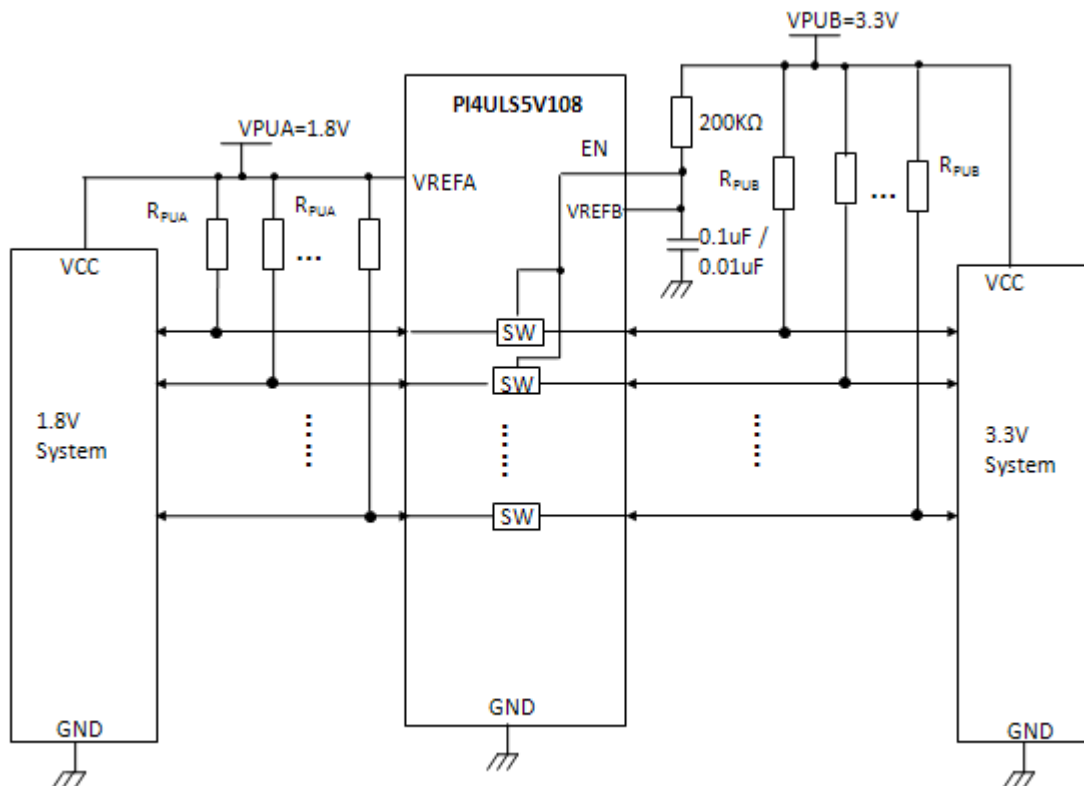 VPUB=3.3V
PI4ULS5V108
VPUA=1.8V
200KΩ
EN
VREFA
RPUB
RPUB
RPUA
RPUA
VREFB
...
...
0.1uF /
0.01uF
VCC
VCC
SW
SW
1.8V
System
3.3V
System
SW
GND
GND
GND